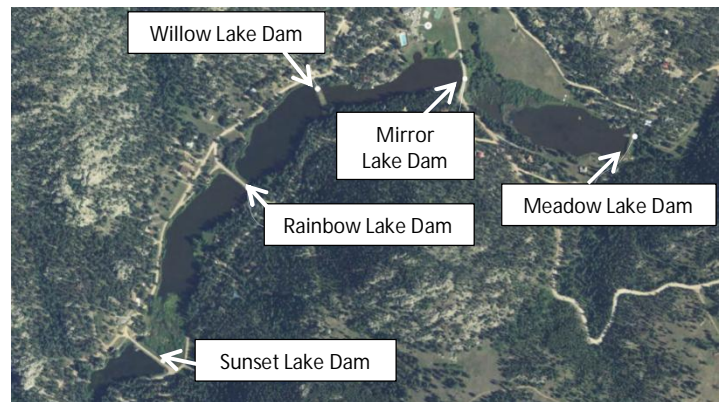 Willow Lake Dam
Mirror
Lake Dam
Meadow Lake Dam
Rainbow Lake Dam
Sunset Lake Dam